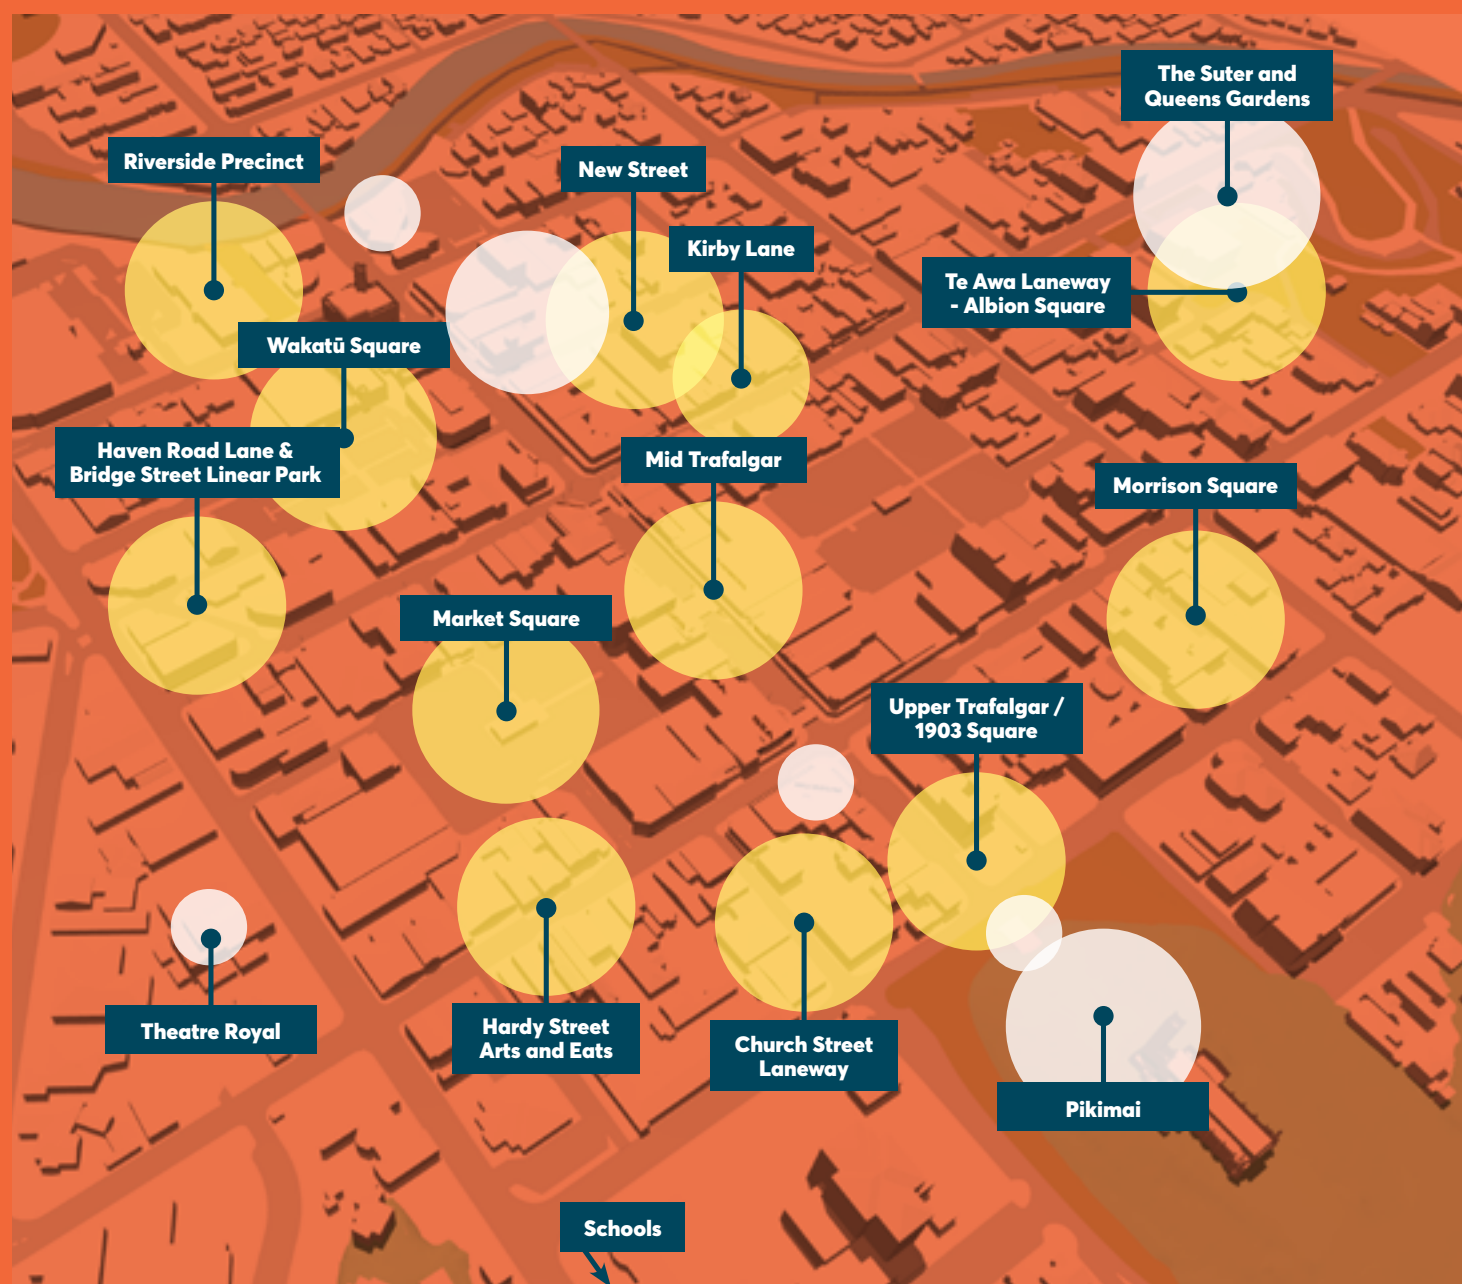 The Suter and
Queens Gardens
Riverside Precinct
New Street
Kirby Lane
Te Awa Laneway
- Albion Square
Wakatū Square
Haven Road Lane &
Bridge Street Linear Park
Mid Trafalgar
Morrison Square
Market Square
Upper Trafalgar /
1903 Square
Theatre Royal
Hardy Street
Arts and Eats
Church Street
Laneway
Pikimai
Schools